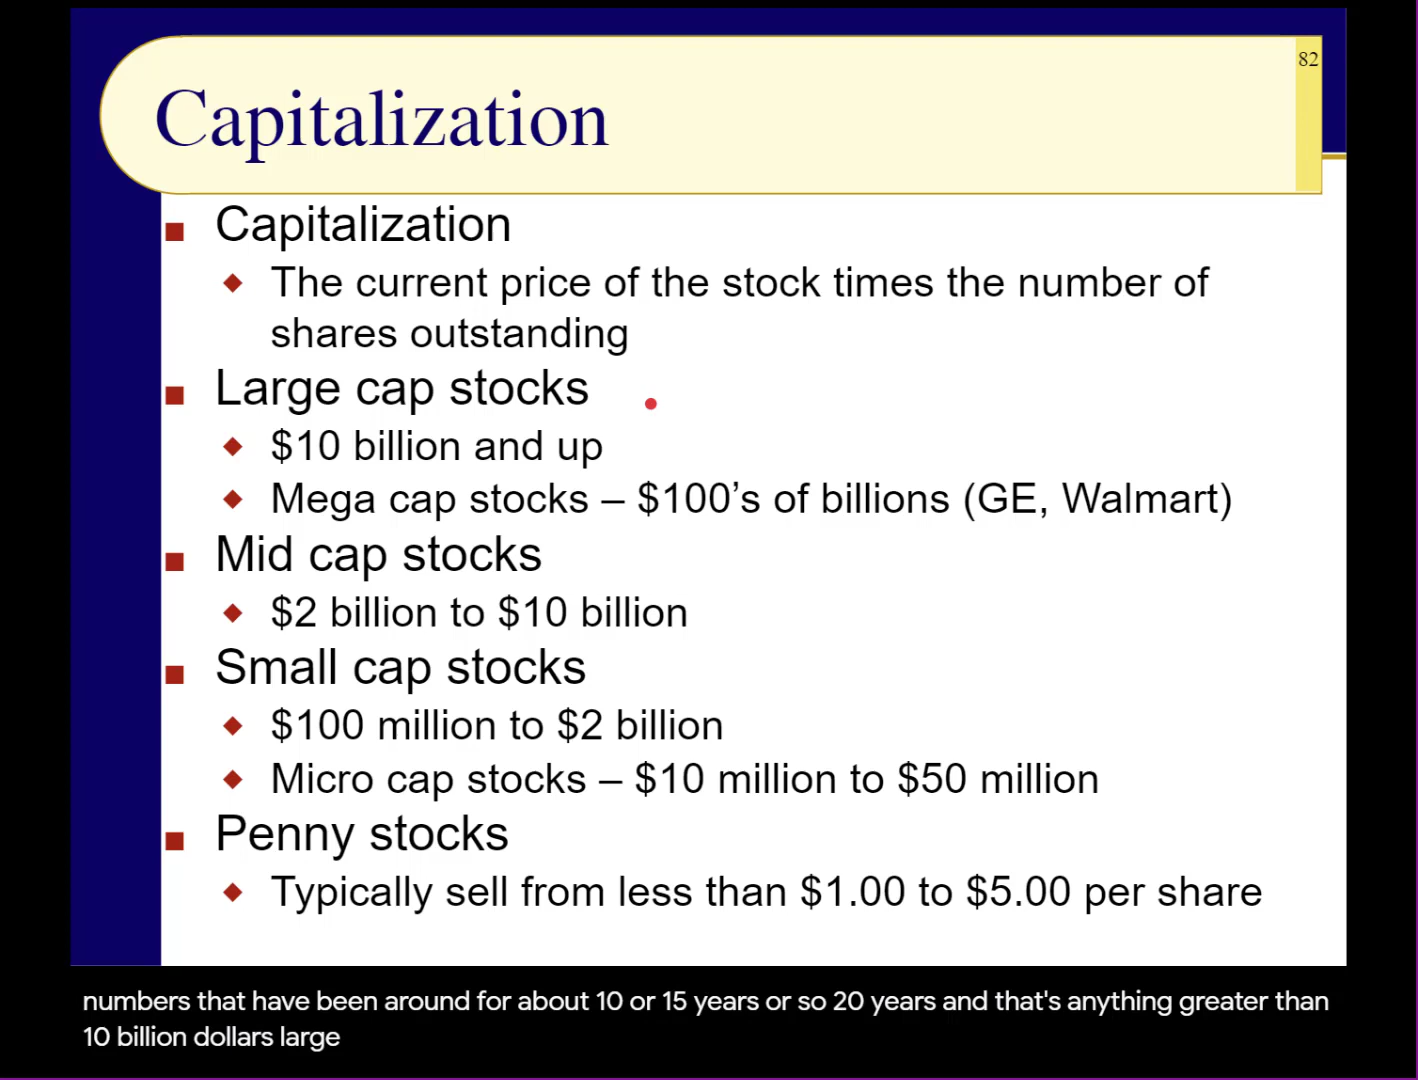 82
Capitalization
Capitalization
The current price of the stock times the number of
shares outstanding
Large cap stocks
$10 billion and up
Mega cap stocks – $100’s of billions (GE, Walmart)
Mid cap stocks
$2 billion to $10 billion
Small cap stocks
$100 million to $2 billion
Micro cap stocks – $10 million to $50 million
Penny stocks
Typically sell from less than $1.00 to $5.00 per share
numbers that have been around for about 10 or 15 years or so 20 years and that's anything greater than
10 billion dollars large